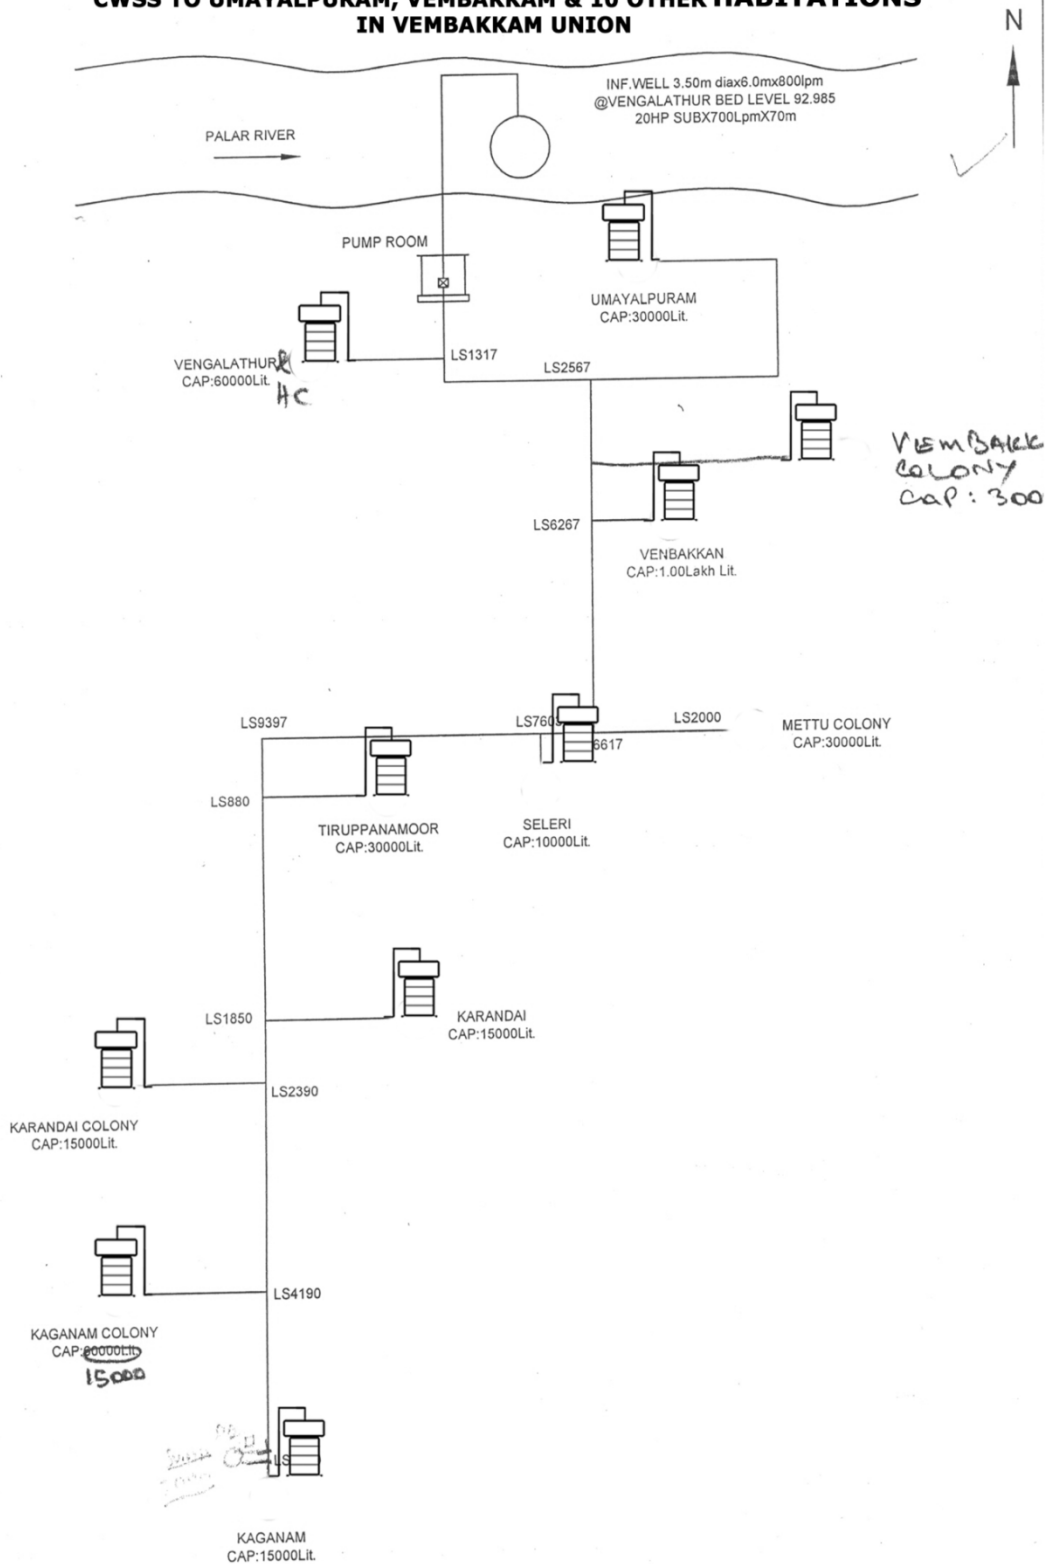 CWSS TO UMAYALPURAM, VEMBAKKAM & 10 OTHER HABITATIONS
IN VEMBAKKAM UNION
N
INF.WELL 3.50m diax6.0mx800lpm
@VENGALATHUR BED LEVEL 92.985
20HP SUBX700LpmX70m
PALAR RIVER
PUMP ROOM
UMAYALPURAM
CAP:30000Lit.
LS1317
VENGALATHUR &
CAP:60000Lit.
HC
LS2567
VEMBAKK
COLONY
CAP: 300
LS6267
VENBAKKAN
CAP:1.00Lakh Lit.
LS9397
LS7603
LS2000
6617
METTU COLONY
CAP:30000Lit.
LS880
TIRUPPANAMOOR
CAP:30000Lit.
SELERI
CAP:10000Lit.
LS1850
KARANDAI
CAP:15000Lit.
LS2390
KARANDAI COLONY
CAP:15000Lit.
LS4190
KAGANAM COLONY
CAP:
15000
LS
KAGANAM
CAP:15000Lit.